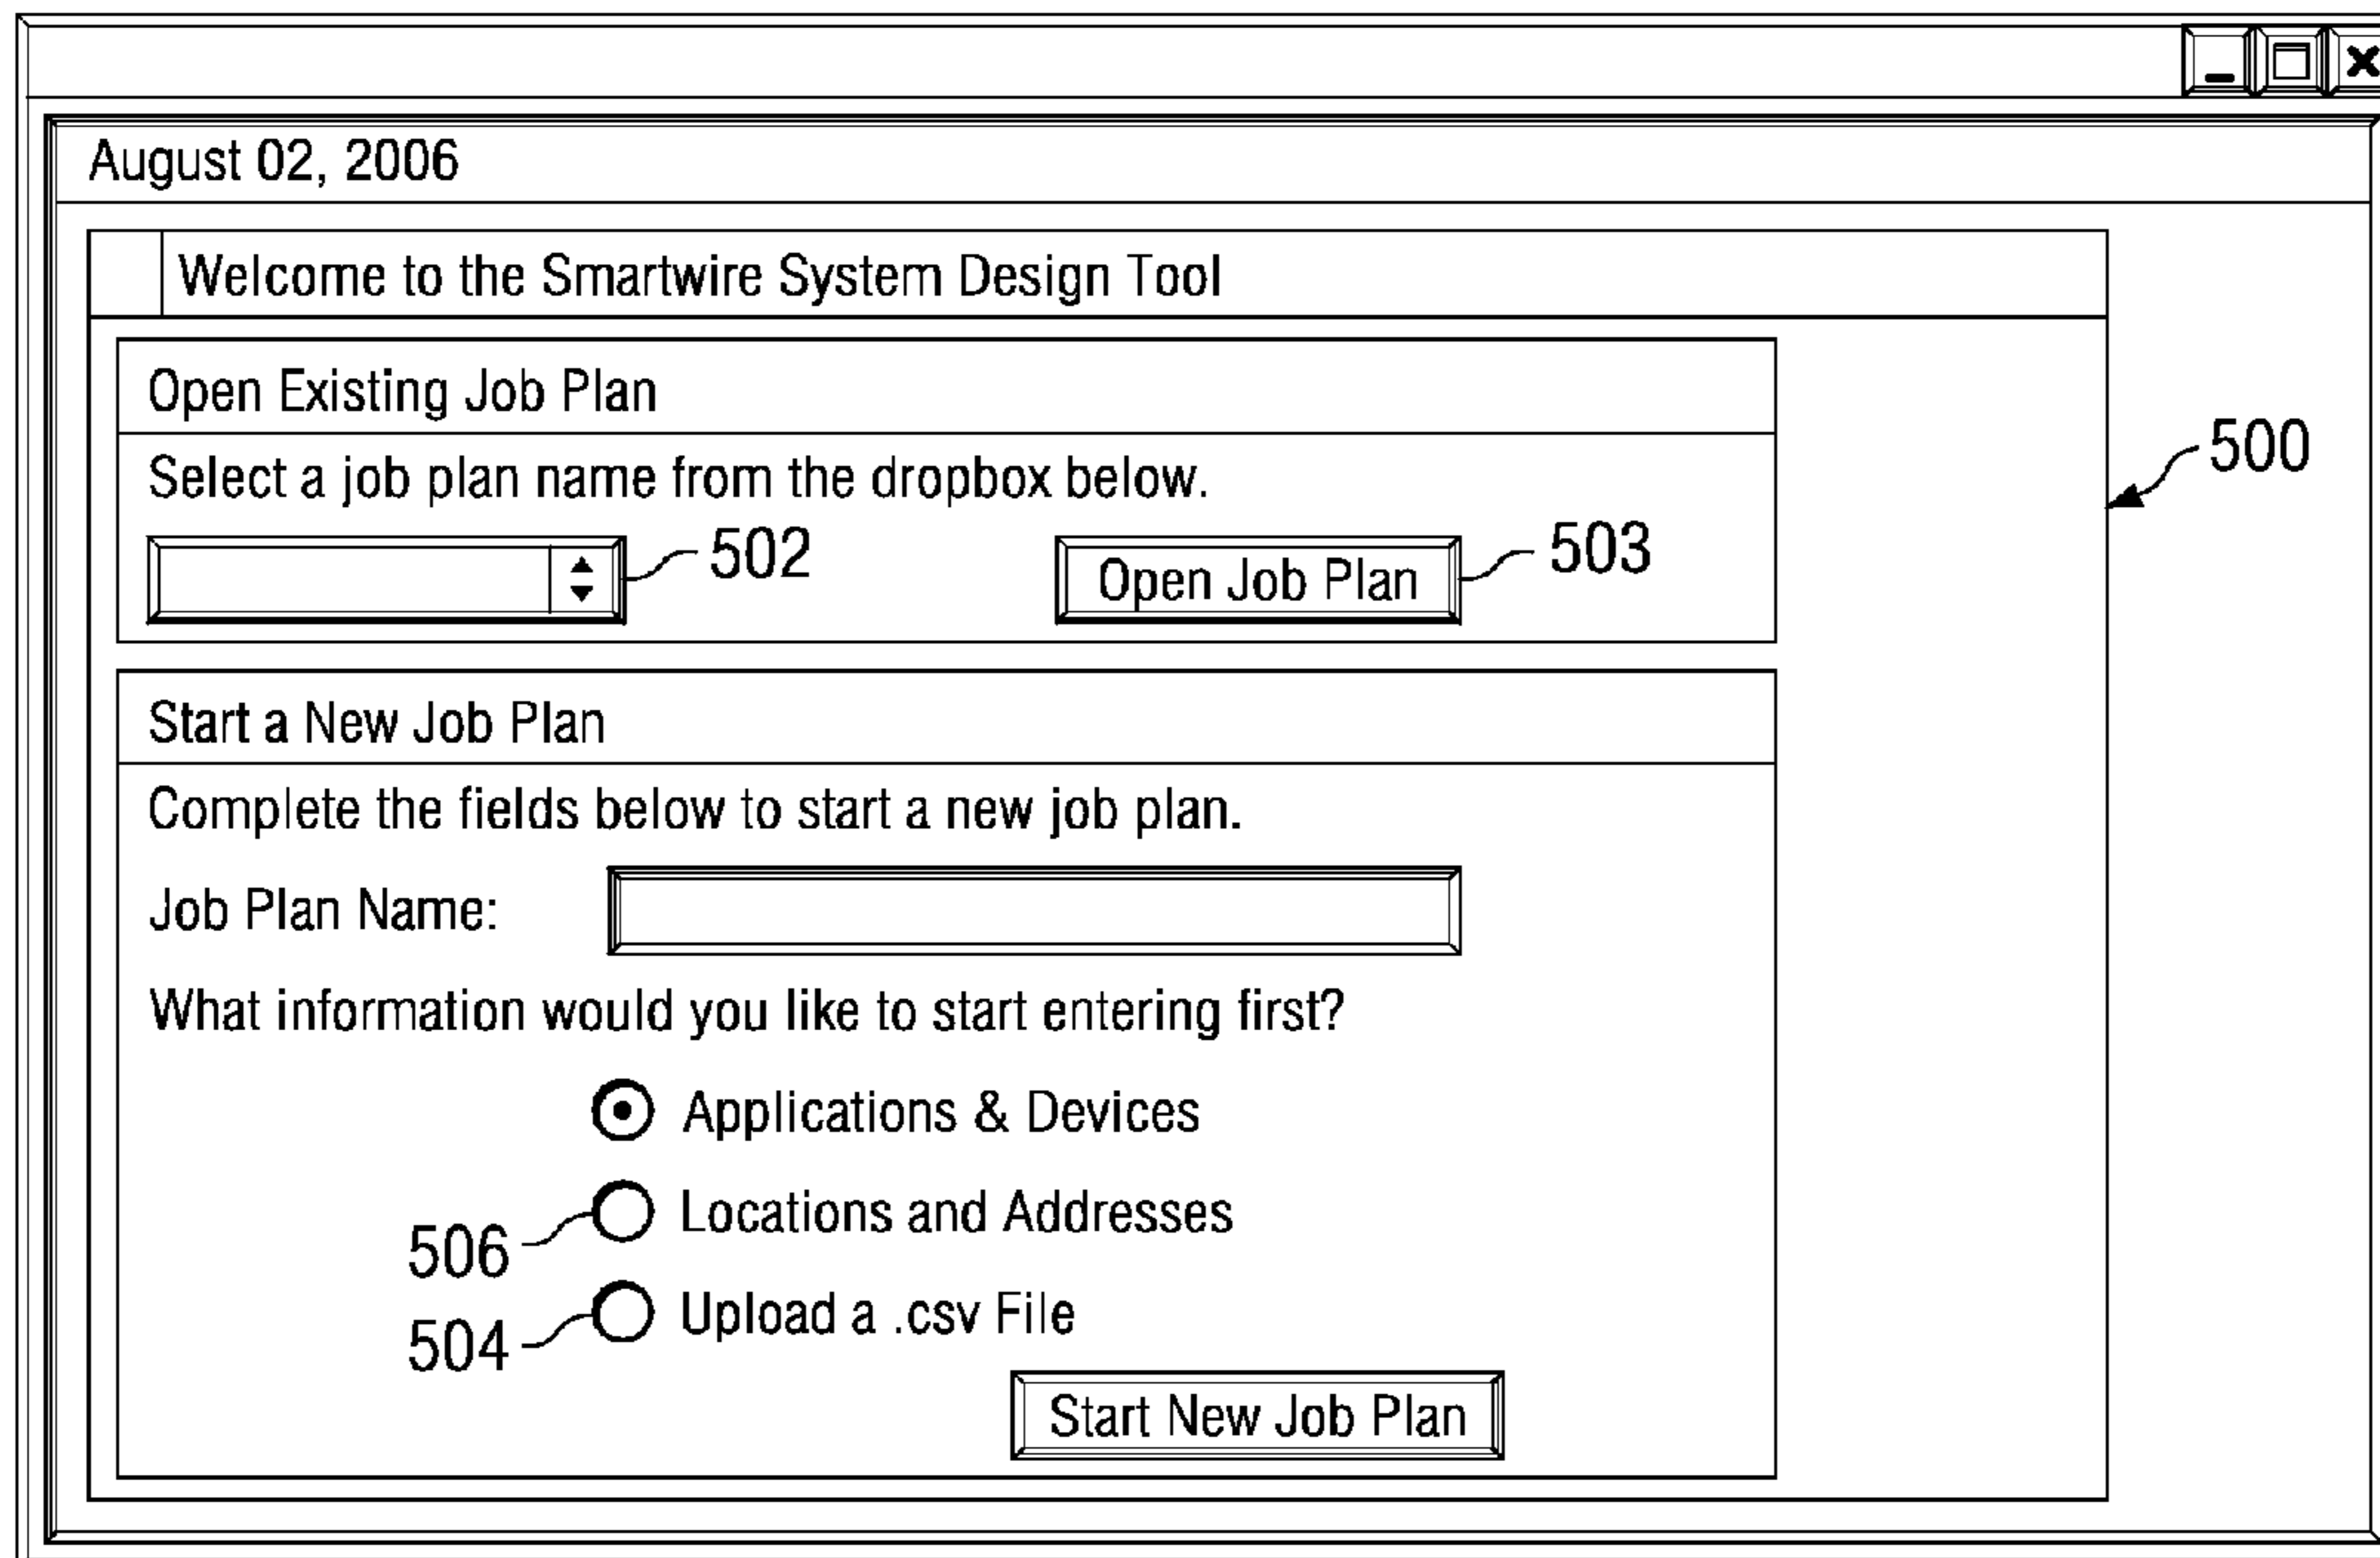 August 02, 2006
Welcome to the Smartwire System Design Tool
Open Existing Job Plan
500
Select a job plan name from the dropbox below.
502
Open Job Plan
503
Start a New Job Plan
Complete the fields below to start a new job plan.
Job Plan Name:
What information would you like to start entering first?
Applications & Devices
506
Locations and Addresses
504
Upload a .csv File
Start New Job Plan